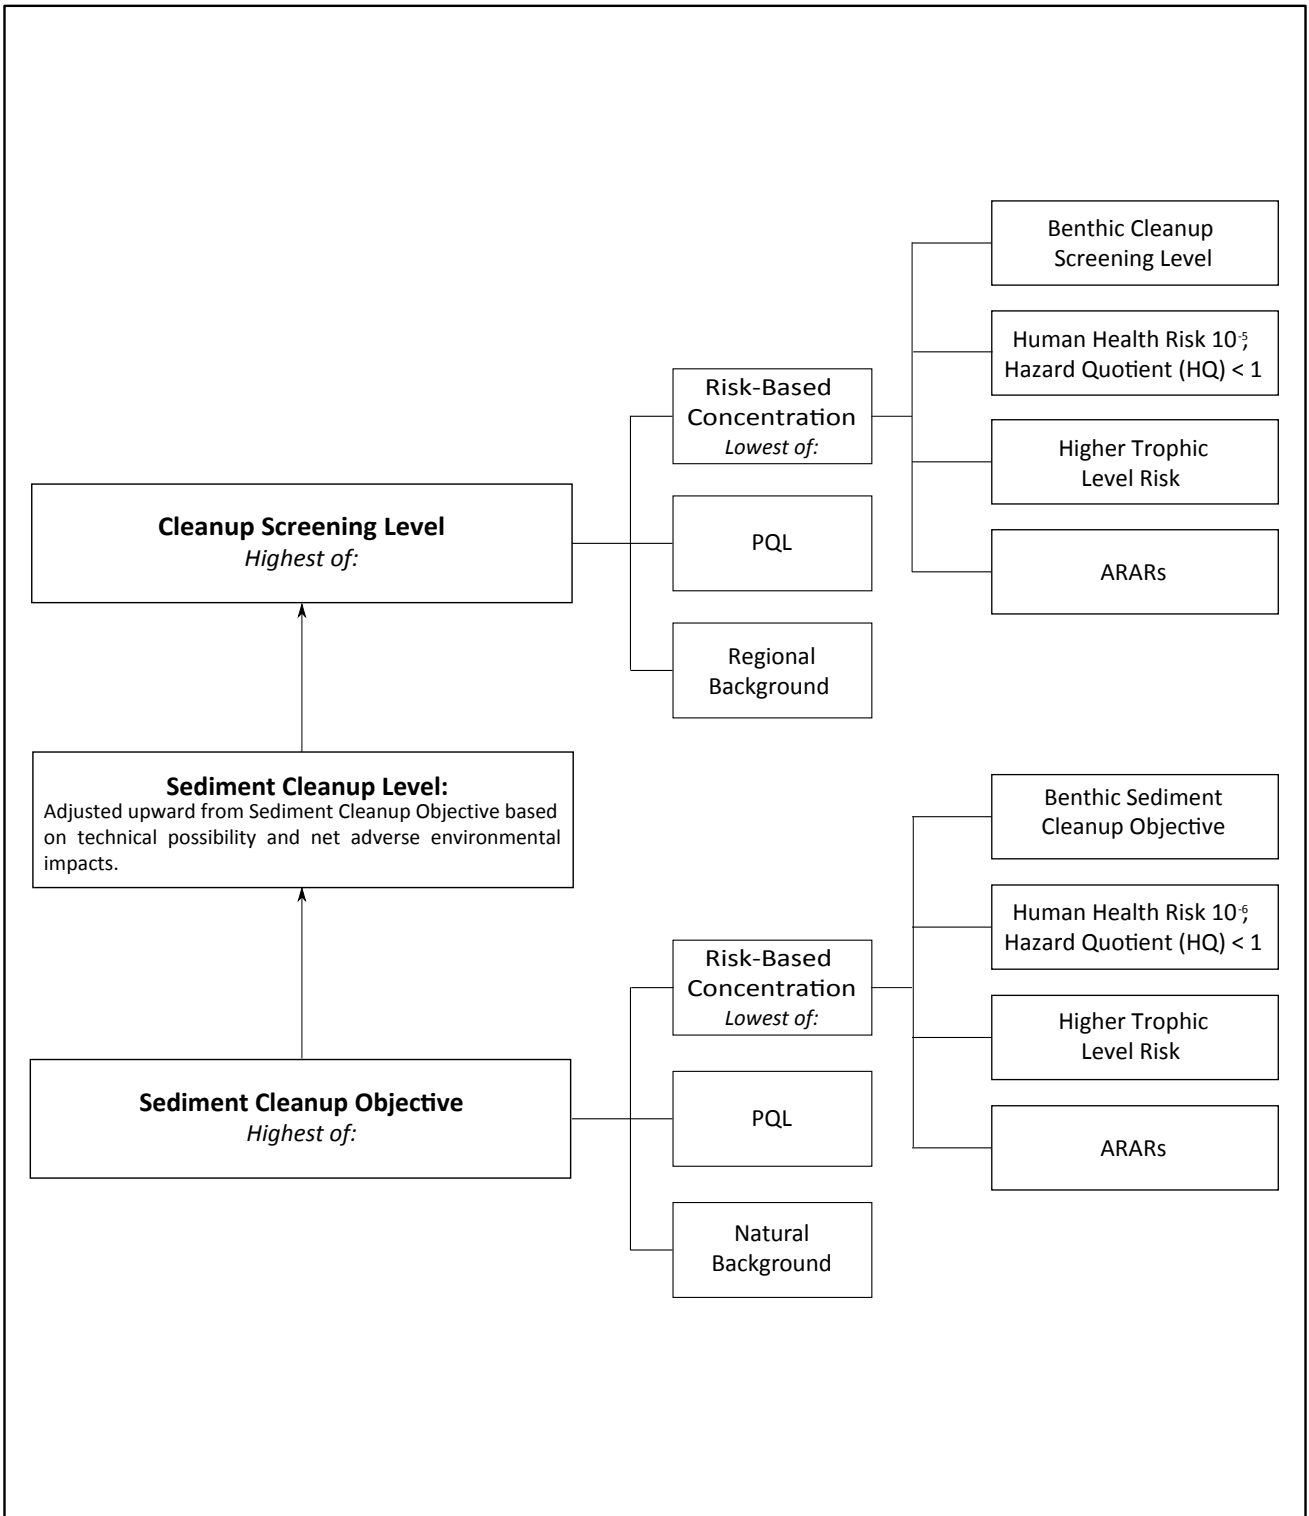 Benthic Cleanup
Screening Level
Human Health Risk 10-5;
Hazard Quotient (HQ) < 1
Risk-Based
Concentration
Lowest of:
Higher Trophic
Level Risk
Cleanup Screening Level
Highest of:
PQL
ARARs
Regional
Background
Sediment Cleanup Level:
Adjusted upward from Sediment Cleanup Objective based
on technical possibility and net adverse environmental
impacts.
Benthic Sediment
Cleanup Objective
Human Health Risk 10-6;
Hazard Quotient (HQ) < 1
Risk-Based
Concentration
Lowest of:
Higher Trophic
Level Risk
Sediment Cleanup Objective
Highest of:
PQL
ARARs
Natural
Background